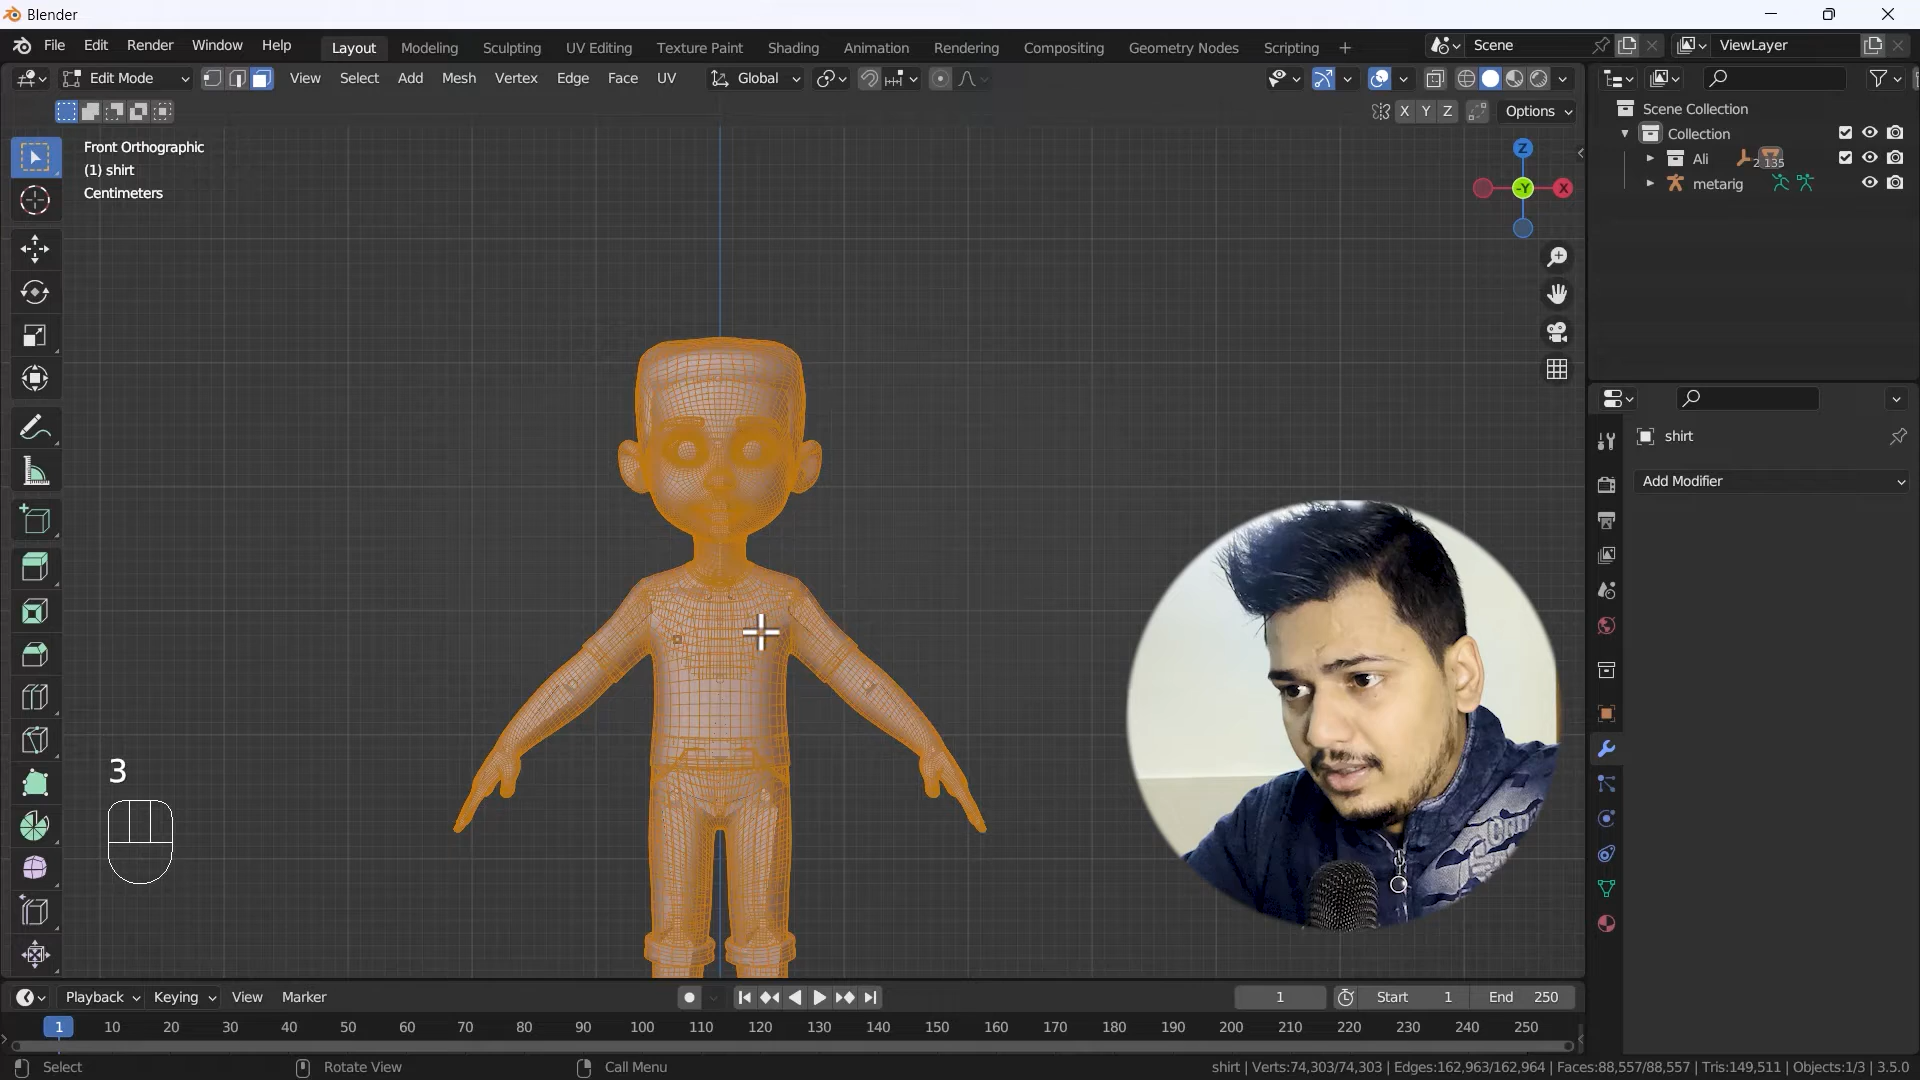 Blender
File Edit Render Window Help Layout Modeling Sculpting UV Editing Texture Paint Shading Animation Rendering Compositing Geometry Nodes Scripting + Scene ViewLayer
Edit Mode View Select Add Mesh Vertex Edge Face UV Global
X Y Z Options
Front Orthographic
(1) shirt
Centimeters
Z
-Y X
Scene Collection
Collection
Ali 2 135
metarig
shirt
Add Modifier
3
Playback Keying View Marker 1 Start 1 End 250
1 10 20 30 40 50 60 70 80 90 100 110 120 130 140 150 160 170 180 190 200 210 220 230 240 250
Select Rotate View Call Menu shirt | Verts:74,303/74,303 | Edges:162,963/162,964 | Faces:88,557/88,557 | Tris:149,511 | Objects:1/3 | 3.5.0